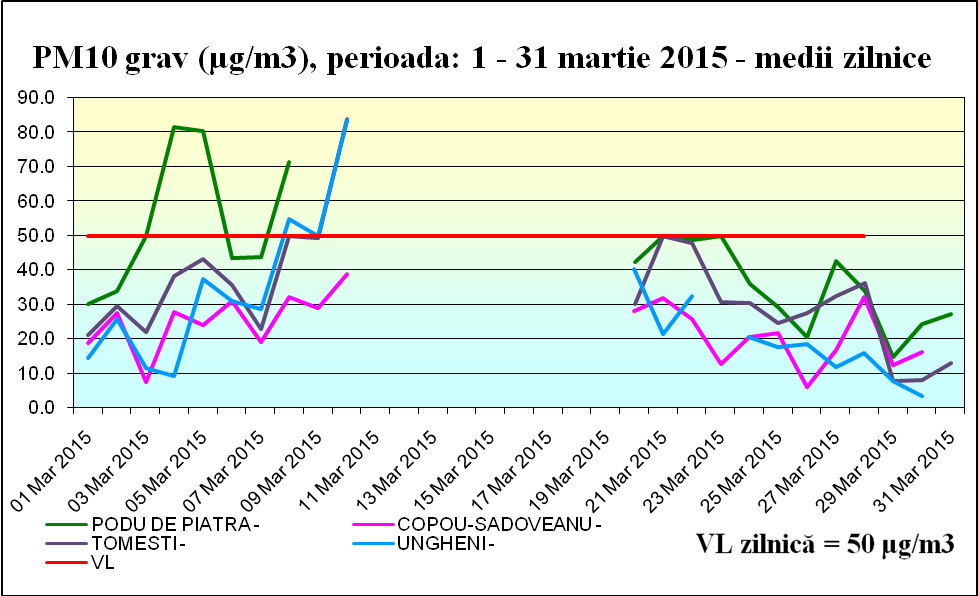 PM10 grav (µg/m3), perioada: 1 - 31 martie 2015 - medii zilnice
90.0
80.0
70.0
60.0
50.0
40.0
30.0
20.0
10.0
0.0
01 Mar 2015
03 Mar 2015
05 Mar 2015
07 Mar 2015
09 Mar 2015
11 Mar 2015
13 Mar 2015
15 Mar 2015
17 Mar 2015
19 Mar 2015
21 Mar 2015
23 Mar 2015
25 Mar 2015
27 Mar 2015
29 Mar 2015
31 Mar 2015
PODU DE PIATRA-
COPOU-SADOVEANU-
TOMESTI-
UNGHENI-
VL
VL zilnică = 50 µg/m3